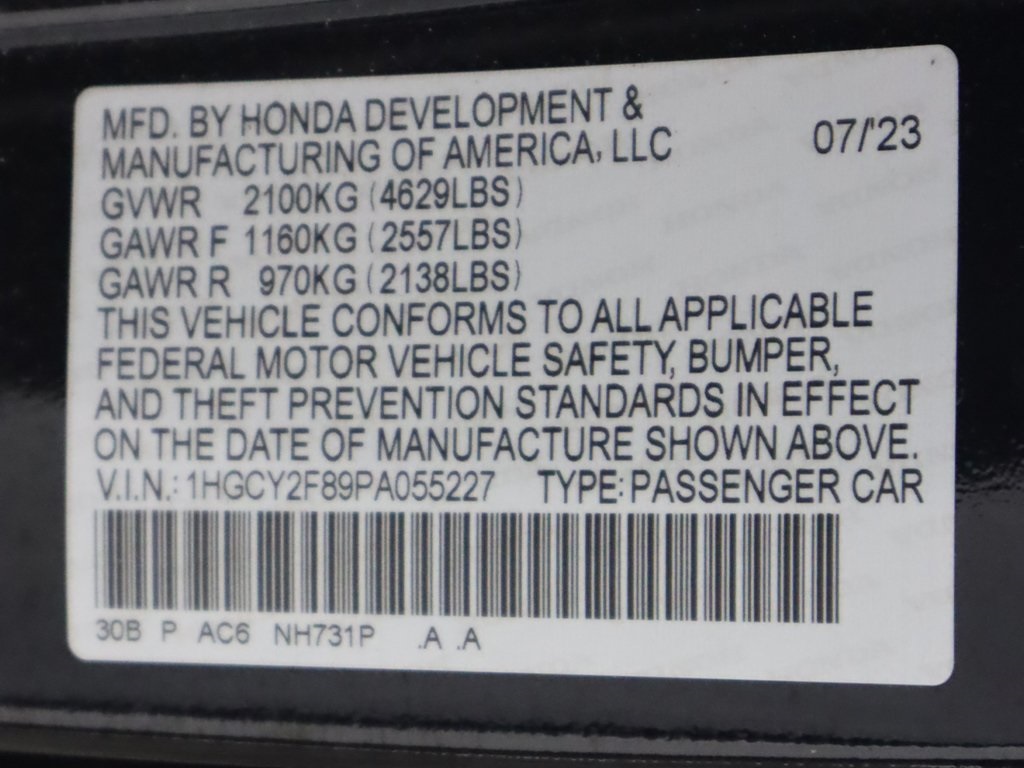 MFD. BY HONDA DEVELOPMENT &
MANUFACTURING OF AMERICA, LLC 07/'23
GVWR 2100KG (4629LBS)
GAWR F 1160KG (2557LBS)
GAWR R 970KG (2138LBS)
THIS VEHICLE CONFORMS TO ALL APPLICABLE
FEDERAL MOTOR VEHICLE SAFETY, BUMPER,
AND THEFT PREVENTION STANDARDS IN EFFECT
ON THE DATE OF MANUFACTURE SHOWN ABOVE.
V.I.N.: 1HGCY2F89PA055227 TYPE: PASSENGER CAR
30B P AC6 NH731P .A .A